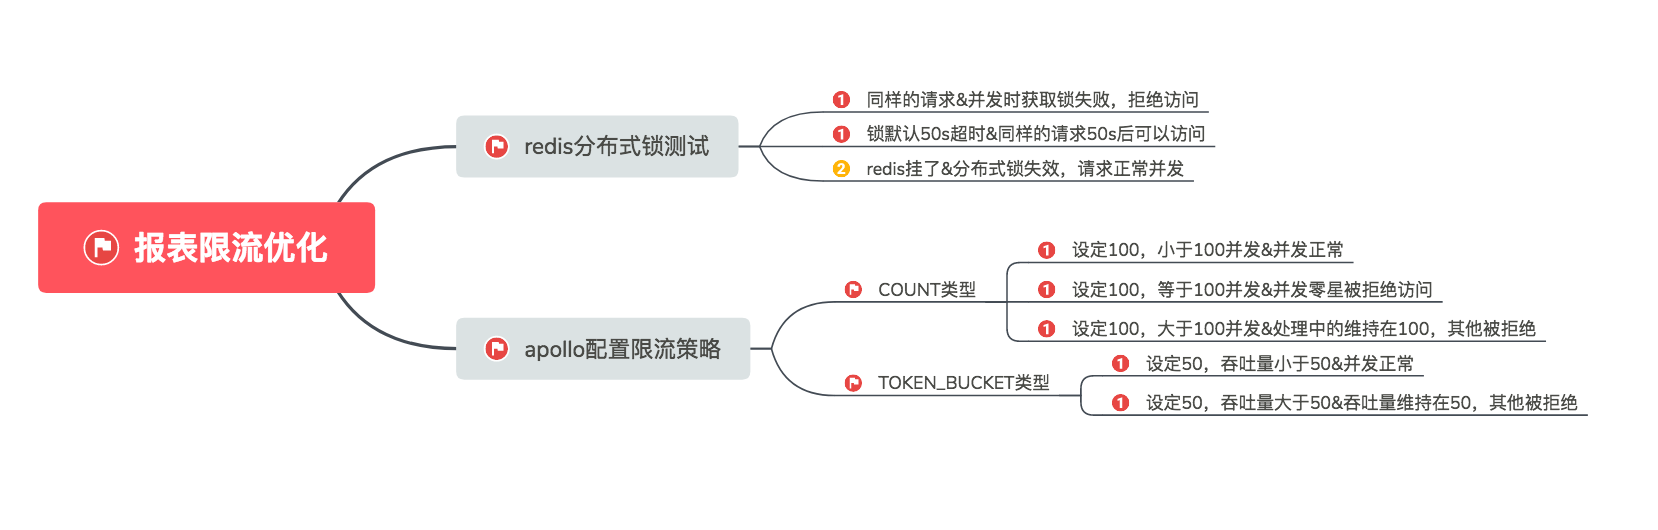 报表限流优化
redis分布式锁测试
1 同样的请求&并发时获取锁失败，拒绝访问
1 锁默认50s超时&同样的请求50s后可以访问
2 redis挂了&分布式锁失效，请求正常并发
apollo配置限流策略
COUNT类型
1 设定100，小于100并发&并发正常
1 设定100，等于100并发&并发零星被拒绝访问
1 设定100，大于100并发&处理中的维持在100，其他被拒绝
TOKEN_BUCKET类型
1 设定50，吞吐量小于50&并发正常
1 设定50，吞吐量大于50&吞吐量维持在50，其他被拒绝